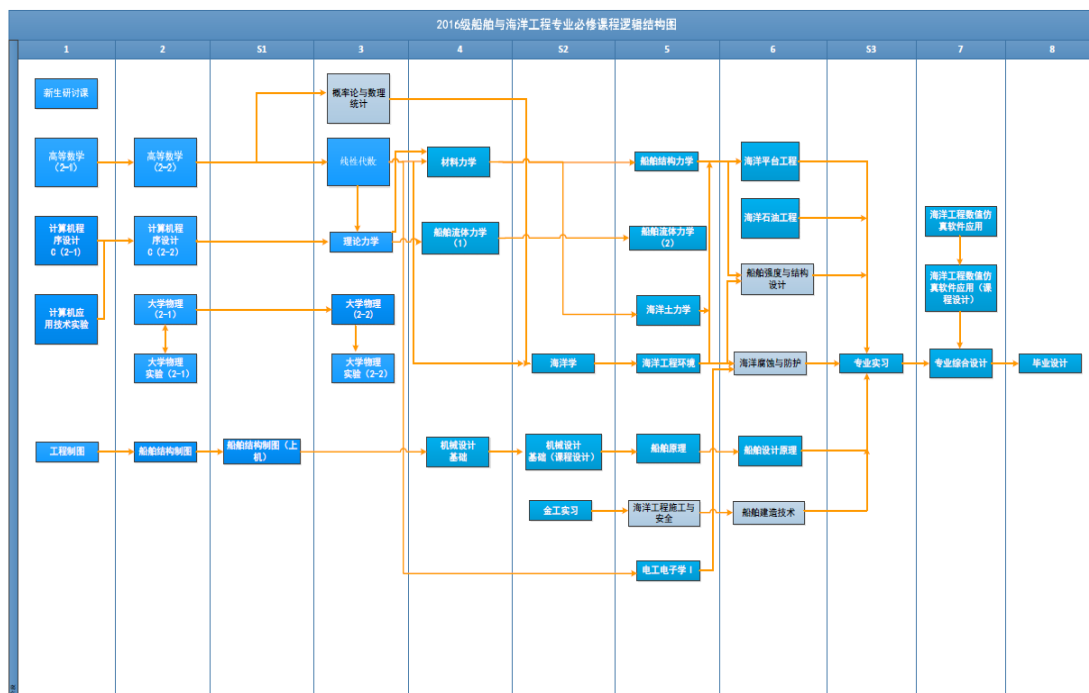 2016级船舶与海洋工程专业必修课程逻辑结构图
1
2
S1
3
4
S2
5
6
S3
7
8
新生研讨课
概率论与数理
统计
高等数学
(2-1)
高等数学
(2-2)
线性代数
材料力学
船舶结构力学
海洋平台工程
计算机程
序设计
C（2-1）
计算机程
序设计
C（2-2）
理论力学
船舶流体力学
（1）
船舶流体力学
（2）
海洋石油工程
海洋工程数值仿
真软件应用
船舶强度与结构
设计
海洋工程数值仿
真软件应用（课
程设计）
计算机应
用技术实验
大学物理
（2-1）
大学物理
（2-2）
海洋土力学
大学物理
实验（2-1）
大学物理
实验（2-2）
海洋学
海洋工程环境
海洋腐蚀与防护
专业实习
专业综合设计
毕业设计
工程制图
船舶结构制图
船舶结构制图（上
机）
机械设计
基础
机械设计
基础（课程设计）
船舶原理
船舶设计原理
金工实习
海洋工程施工与
安全
船舶建造技术
电工电子学Ⅰ